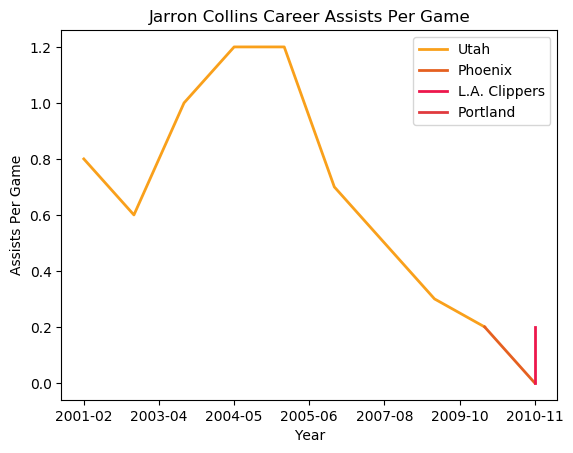 Jarron Collins Career Assists Per Game
Utah
Phoenix
L.A. Clippers
Portland
1.2
1.0
0.8
0.6
0.4
0.2
0.0
Assists Per Game
2001-02 2003-04 2004-05 2005-06 2007-08 2009-10 2010-11
Year